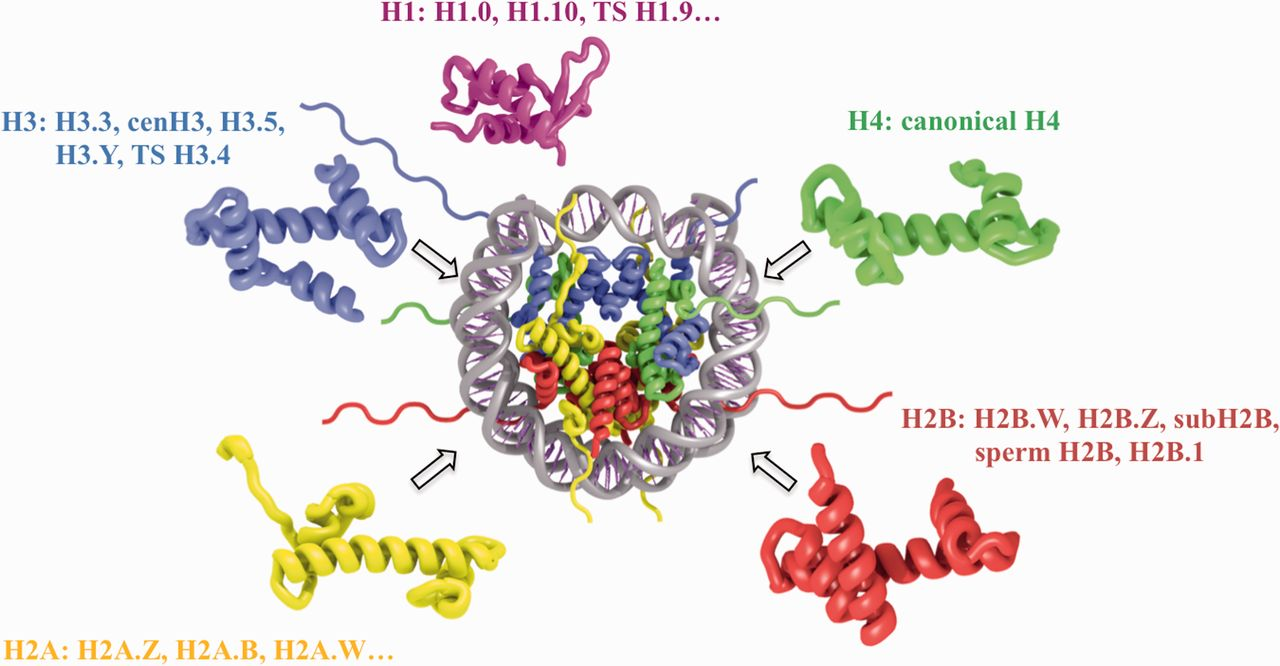 H1: H1.0, H1.10, TS H1.9…
H3: H3.3, cenH3, H3.5,
H3.Y, TS H3.4
H4: canonical H4
H2B: H2B.W, H2B.Z, subH2B,
sperm H2B, H2B.1
H2A: H2A.Z, H2A.B, H2A.W…